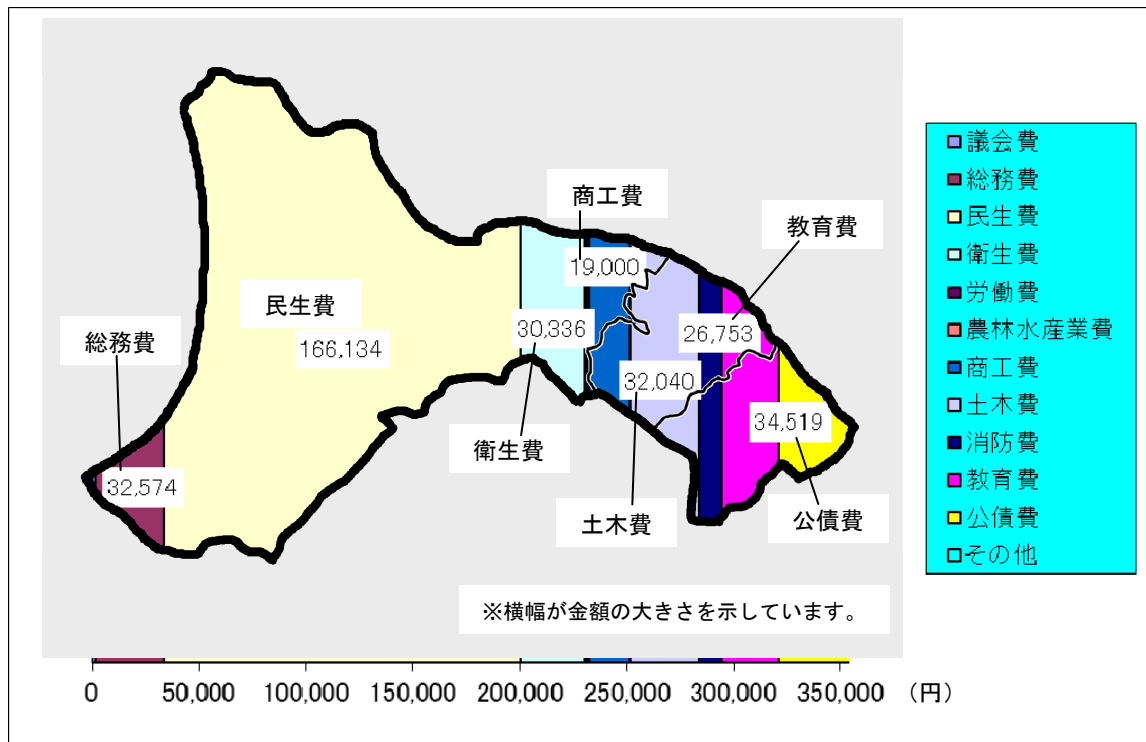 商工費
教育費
19,000
民生費
166,134
30,336
26,753
総務費
32,040
34,519
衛生費
32,574
土木費
公債費
※横幅が金額の大きさを示しています。
0 50,000 100,000 150,000 200,000 250,000 300,000 350,000 (円)
議会費
総務費
民生費
衛生費
労働費
農林水産業費
商工費
土木費
消防費
教育費
公債費
その他